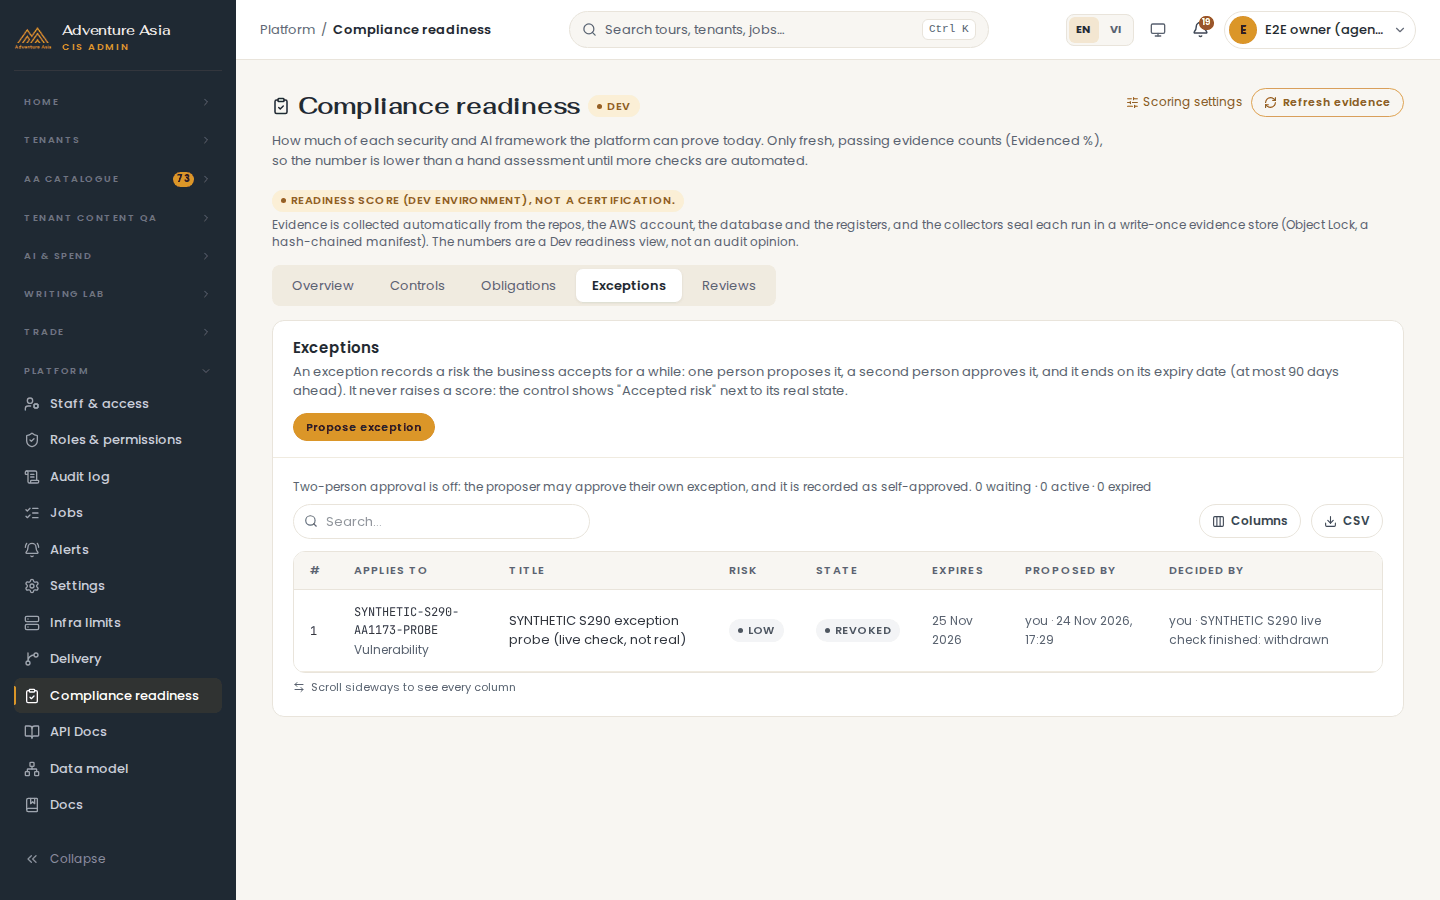 Adventure Asia
CIS ADMIN
Adventure Asia
HOME
TENANTS
AA CATALOGUE 73
TENANT CONTENT QA
AI & SPEND
WRITING LAB
TRADE
PLATFORM
Staff & access
Roles & permissions
Audit log
Jobs
Alerts
Settings
Infra limits
Delivery
Compliance readiness
API Docs
Data model
Docs
Collapse
Platform / Compliance readiness
Search tours, tenants, jobs... Ctrl K
EN VI
19
E E2E owner (agen...
Compliance readiness DEV
Scoring settings Refresh evidence
How much of each security and AI framework the platform can prove today. Only fresh, passing evidence counts (Evidenced %),
so the number is lower than a hand assessment until more checks are automated.
READINESS SCORE (DEV ENVIRONMENT), NOT A CERTIFICATION.
Evidence is collected automatically from the repos, the AWS account, the database and the registers, and the collectors seal each run in a write-once evidence store (Object Lock, a
hash-chained manifest). The numbers are a Dev readiness view, not an audit opinion.
Overview Controls Obligations Exceptions Reviews
Exceptions
An exception records a risk the business accepts for a while: one person proposes it, a second person approves it, and it ends on its expiry date (at most 90 days
ahead). It never raises a score: the control shows "Accepted risk" next to its real state.
Propose exception
Two-person approval is off: the proposer may approve their own exception, and it is recorded as self-approved. 0 waiting · 0 active · 0 expired
Search...
Columns CSV
# APPLIES TO TITLE RISK STATE EXPIRES PROPOSED BY DECIDED BY
1
SYNTHETIC-S290-
AA1173-PROBE
Vulnerability
SYNTHETIC S290 exception
probe (live check, not real)
LOW
REVOKED
25 Nov
2026
you · 24 Nov 2026,
17:29
you · SYNTHETIC S290 live
check finished: withdrawn
Scroll sideways to see every column